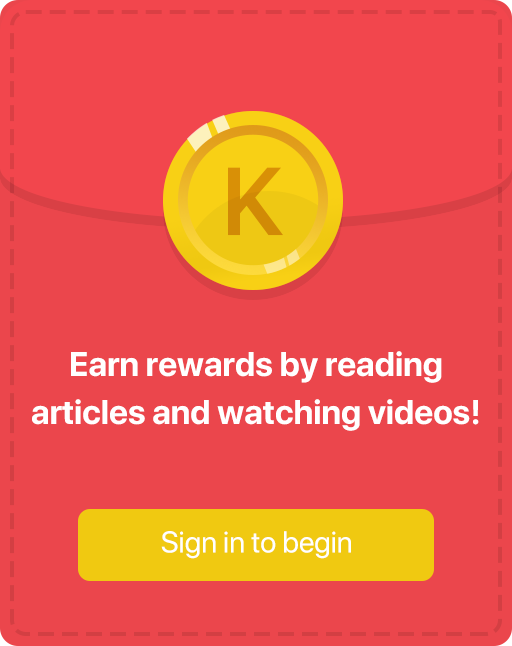 K
Earn rewards by reading
articles and watching videos!
Sign in to begin